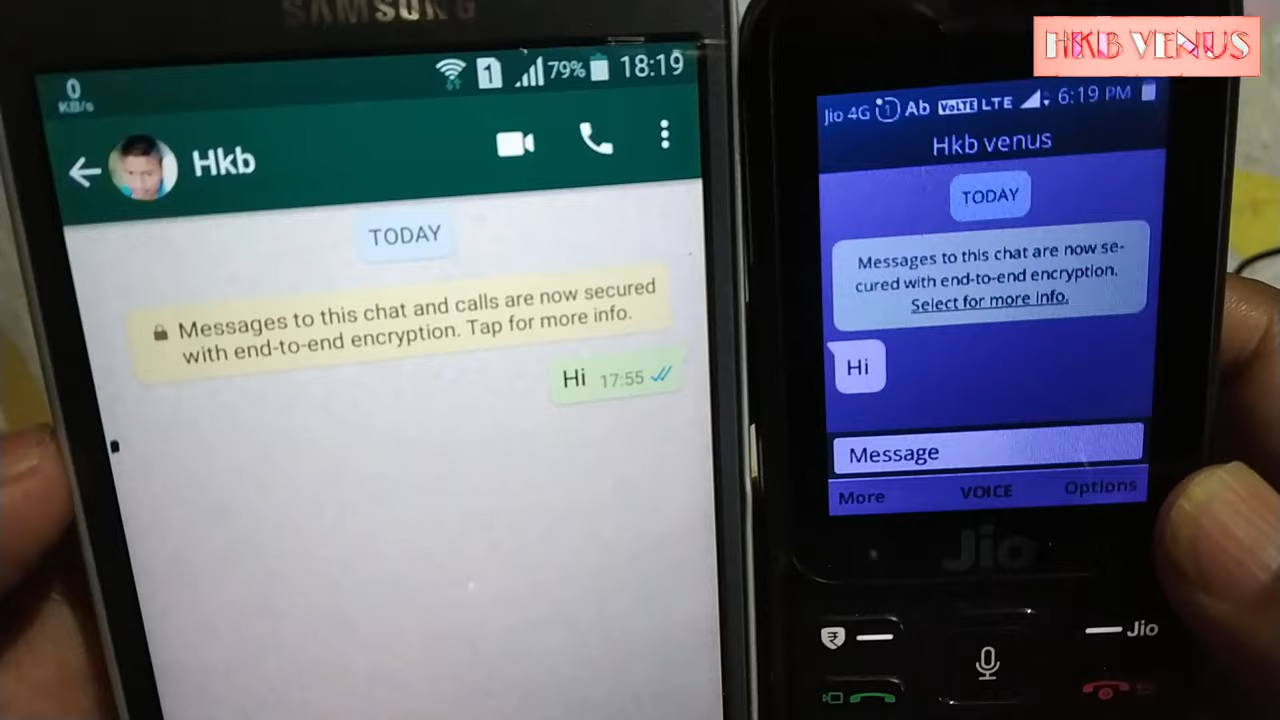 SAMSUNG
0
KB/s
1
79%
18:19
Hkb
TODAY
Messages to this chat and calls are now secured
with end-to-end encryption. Tap for more info.
Hi 17:55
HKB VENUS
Jio 4G
1
Ab
VoLTE
LTE
6:19 PM
Hkb venus
TODAY
Messages to this chat are now se-
cured with end-to-end encryption.
Select for more info.
Hi
Message
More VOICE Options
Jio
₹
Jio